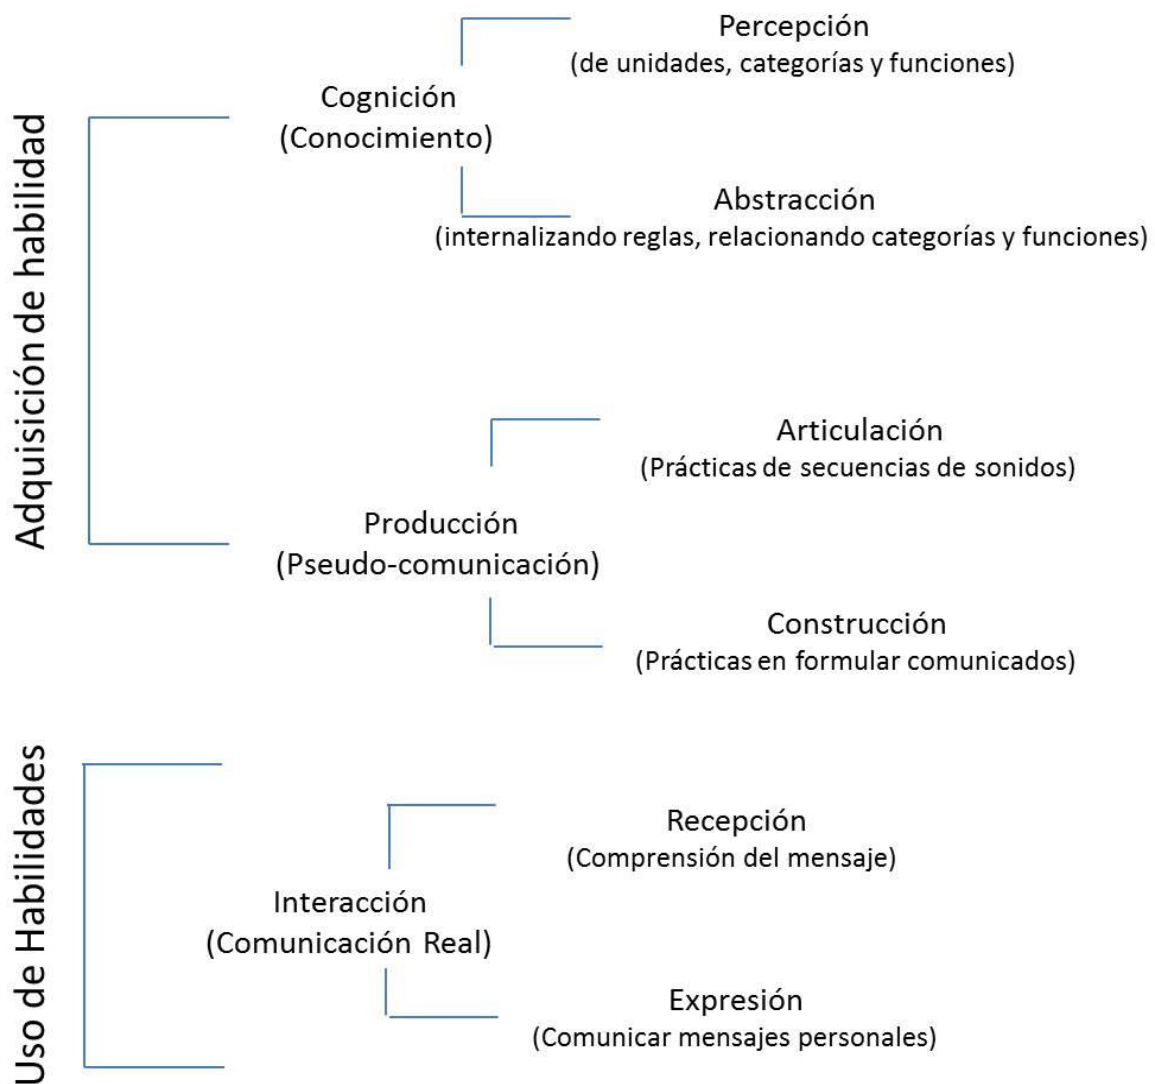 Adquisición de habilidad
Cognición
(Conocimiento)
Percepción
(de unidades, categorías y funciones)
Abstracción
(internalizando reglas, relacionando categorías y funciones)
Producción
(Pseudo-comunicación)
Articulación
(Prácticas de secuencias de sonidos)
Construcción
(Prácticas en formular comunicados)
Uso de Habilidades
Interacción
(Comunicación Real)
Recepción
(Comprensión del mensaje)
Expresión
(Comunicar mensajes personales)